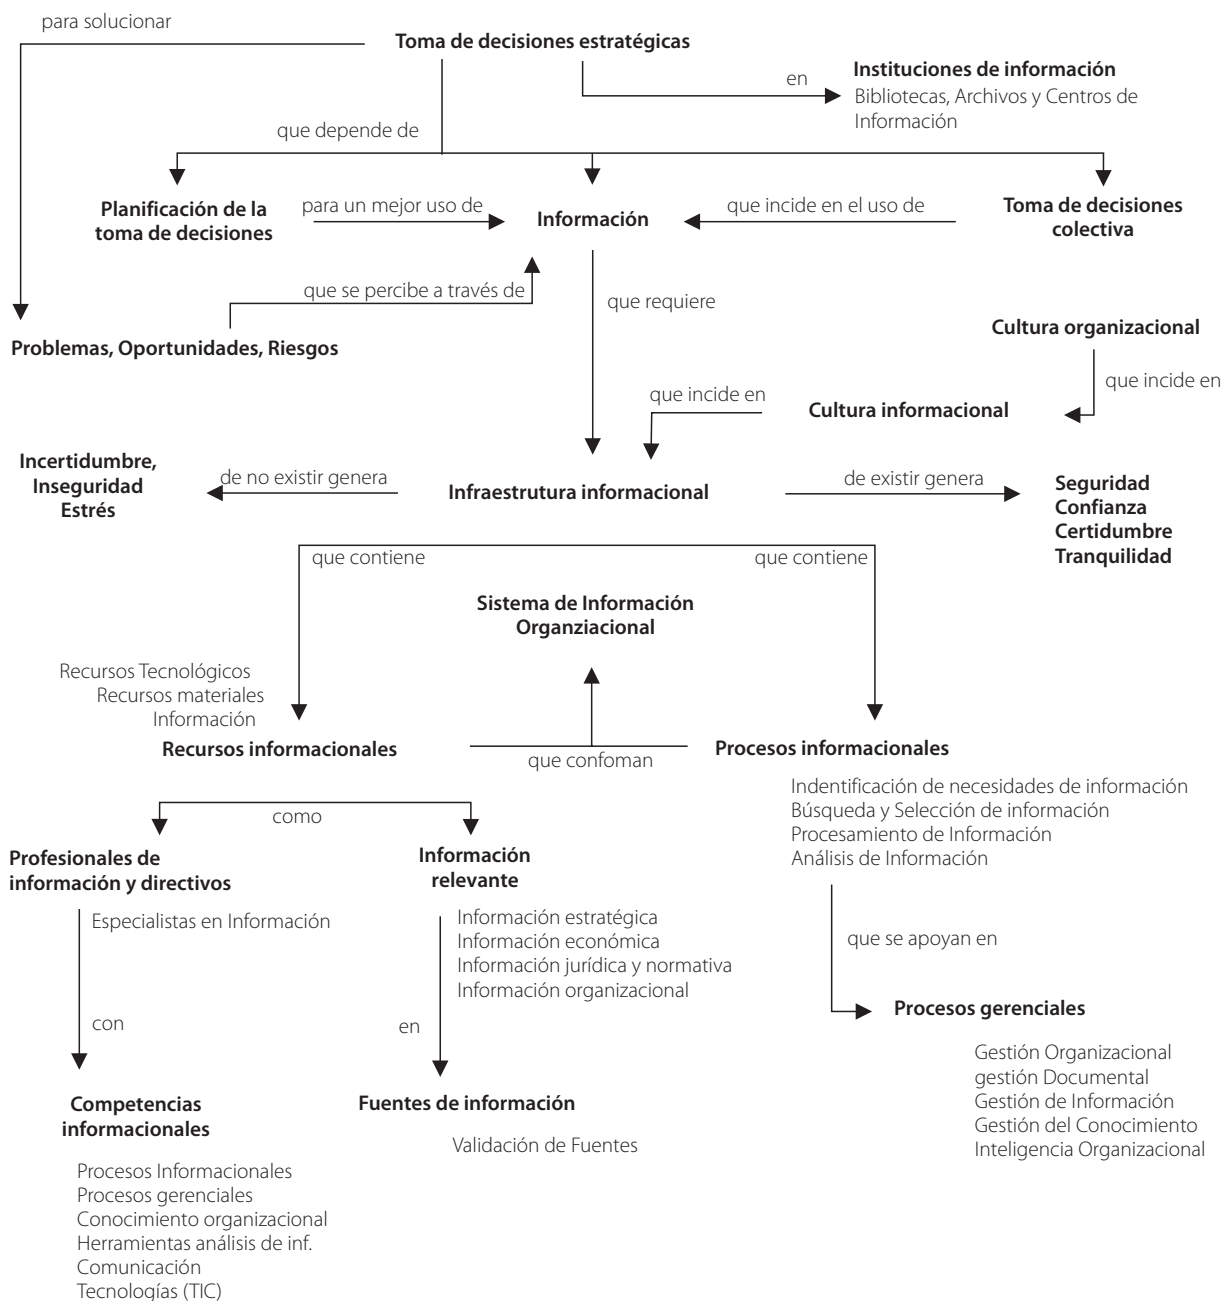 para solucionar
Toma de decisiones estratégicas
en
Instituciones de información
Bibliotecas, Archivos y Centros de
Información
que depende de
Planificación de la
toma de decisiones
para un mejor uso de
Información
que incide en el uso de
Toma de decisiones
colectiva
que se percibe a través de
que requiere
Problemas, Oportunidades, Riesgos
Cultura organizacional
que incide en
que incide en
Cultura informacional
Incertidumbre,
Inseguridad
Estrés
de no existir genera
Infraestrutura informacional
de existir genera
Seguridad
Confianza
Certidumbre
Tranquilidad
que contiene
que contiene
Sistema de Información
Organziacional
Recursos Tecnológicos
Recursos materiales
Información
Recursos informacionales
que confoman
Procesos informacionales
Indentificación de necesidades de información
Búsqueda y Selección de información
Procesamiento de Información
Análisis de Información
como
Profesionales de
información y directivos
Información
relevante
Especialistas en Información
Información estratégica
Información económica
Información jurídica y normativa
Información organizacional
que se apoyan en
Procesos gerenciales
con
en
Gestión Organizacional
gestión Documental
Gestión de Información
Gestión del Conocimiento
Inteligencia Organizacional
Competencias
informacionales
Fuentes de información
Validación de Fuentes
Procesos Informacionales
Procesos gerenciales
Conocimiento organizacional
Herramientas análisis de inf.
Comunicación
Tecnologías (TIC)